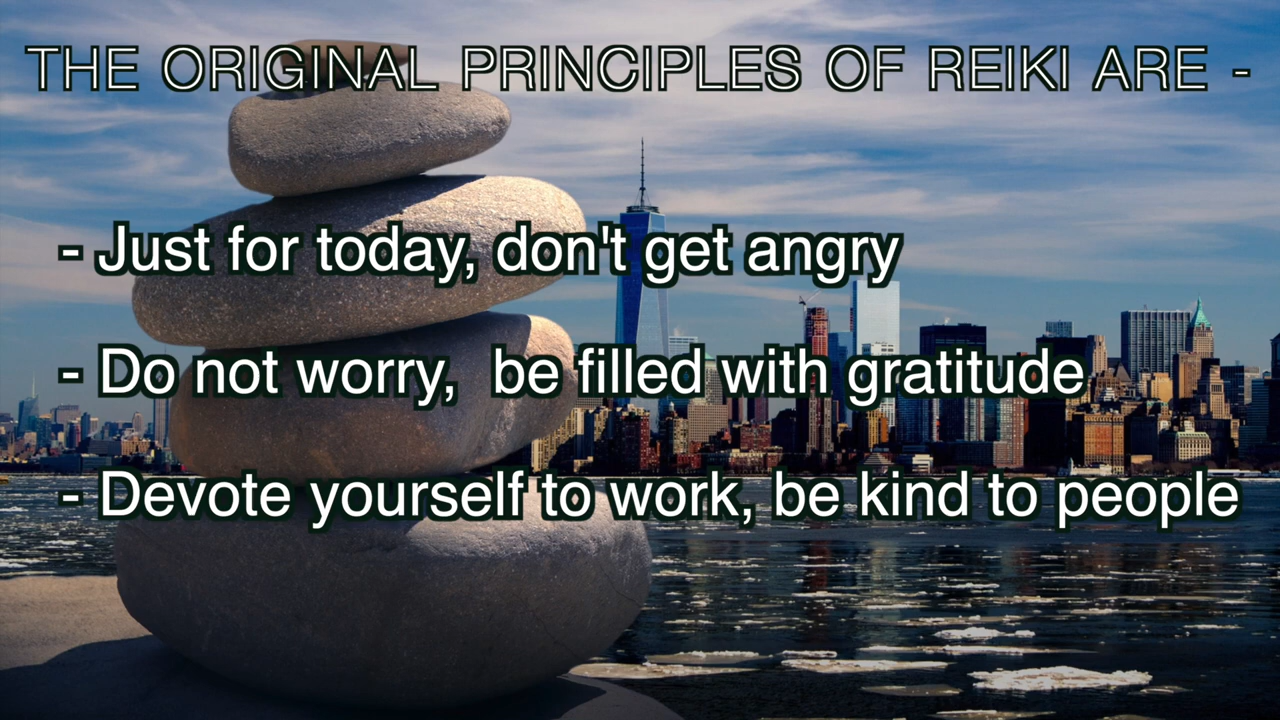 THE ORIGINAL PRINCIPLES OF REIKI ARE -
- Just for today, don't get angry
- Do not worry,  be filled with gratitude
- Devote yourself to work, be kind to people